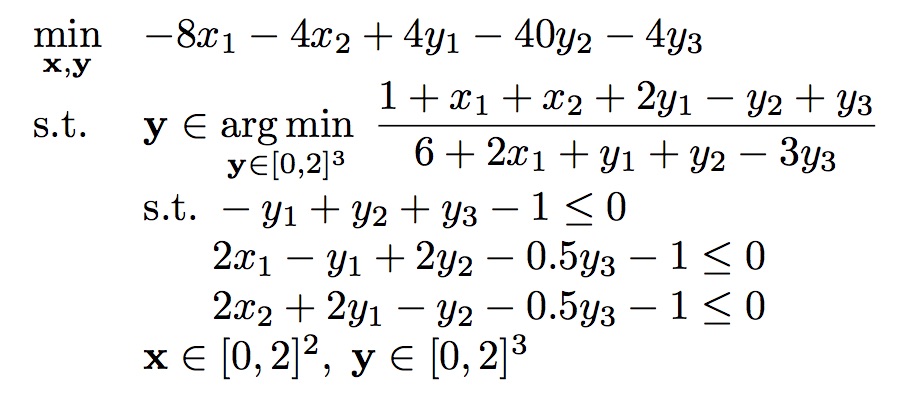 min −8x₁ − 4x₂ + 4y₁ − 40y₂ − 4y₃
x,y
s.t. y ∈ arg min (1 + x₁ + x₂ + 2y₁ − y₂ + y₃) / (6 + 2x₁ + y₁ + y₂ − 3y₃)
y∈[0,2]³
s.t. − y₁ + y₂ + y₃ − 1 ≤ 0
2x₁ − y₁ + 2y₂ − 0.5y₃ − 1 ≤ 0
2x₂ + 2y₁ − y₂ − 0.5y₃ − 1 ≤ 0
x ∈ [0, 2]², y ∈ [0, 2]³